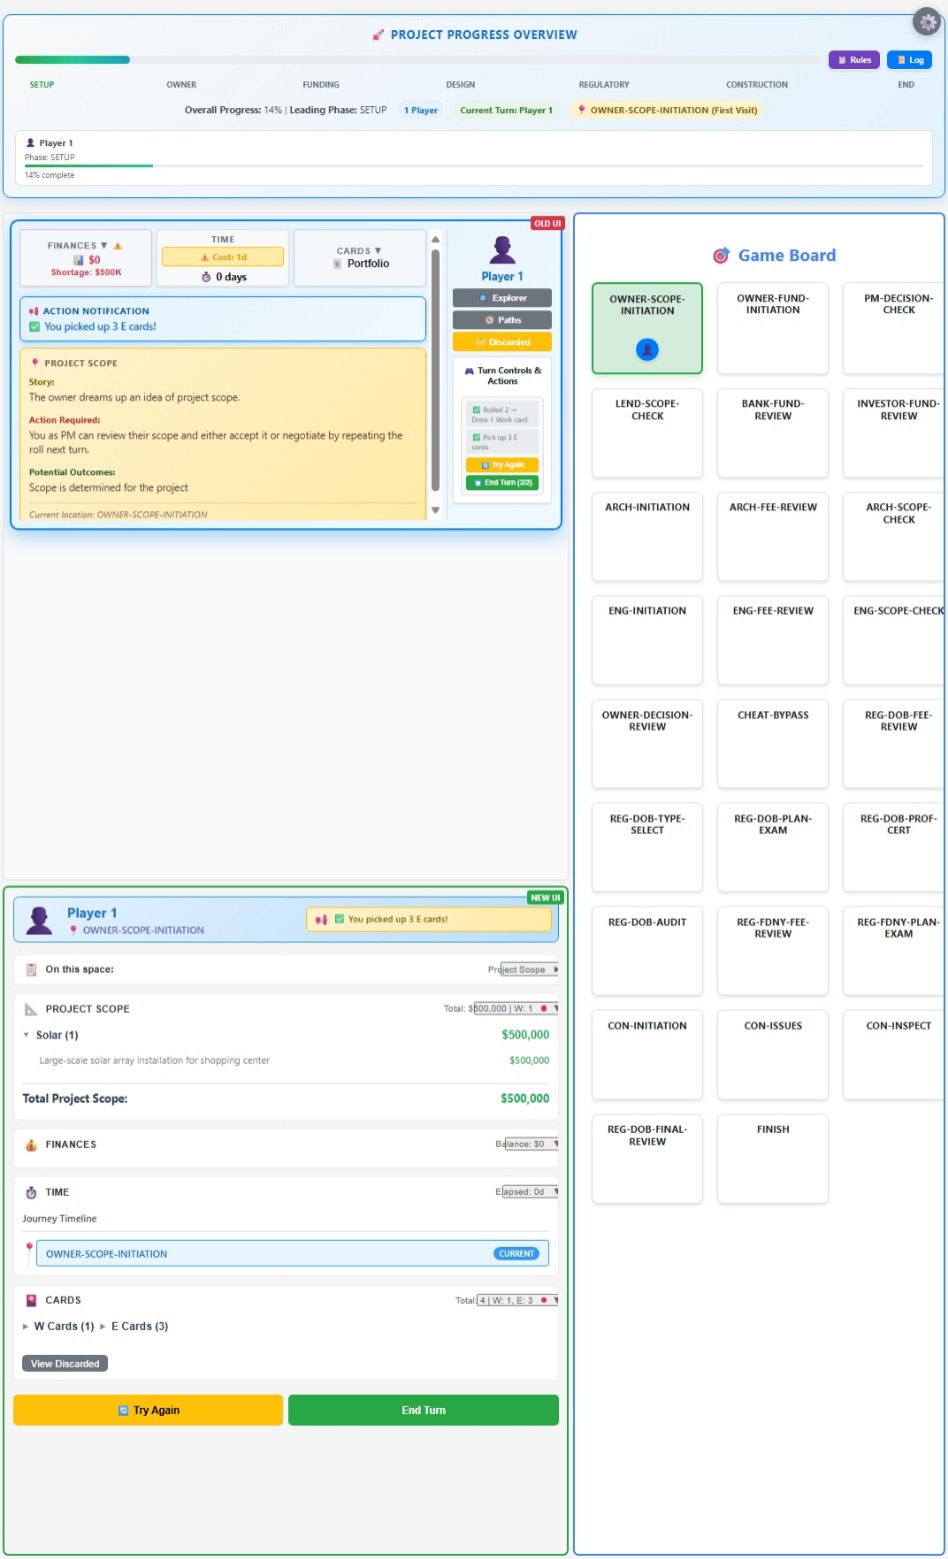 PROJECT PROGRESS OVERVIEW
Rules
Log
SETUP OWNER FUNDING DESIGN REGULATORY CONSTRUCTION END
Overall Progress: 14% | Leading Phase: SETUP 1 Player Current Turn: Player 1 OWNER-SCOPE-INITIATION (First Visit)
Player 1
Phase: SETUP
14% complete
OLD UI
FINANCES ▼
$0
Shortage: $500K
TIME
Cost: 1d
0 days
CARDS ▼
Portfolio
ACTION NOTIFICATION
You picked up 3 E cards!
PROJECT SCOPE
Story:
The owner dreams up an idea of project scope.
Action Required:
You as PM can review their scope and either accept it or negotiate by repeating the
roll next turn.
Potential Outcomes:
Scope is determined for the project
Current location: OWNER-SCOPE-INITIATION
Player 1
Explorer
Paths
Discarded
Turn Controls &
Actions
Rolled 2 →
Drew 1 Work card
Pick up 3 E
cards
Try Again
End Turn (2/2)
Game Board
OWNER-SCOPE-
INITIATION
OWNER-FUND-
INITIATION
PM-DECISION-
CHECK
LEND-SCOPE-
CHECK
BANK-FUND-
REVIEW
INVESTOR-FUND-
REVIEW
ARCH-INITIATION
ARCH-FEE-REVIEW
ARCH-SCOPE-
CHECK
ENG-INITIATION
ENG-FEE-REVIEW
ENG-SCOPE-CHECK
OWNER-DECISION-
REVIEW
CHEAT-BYPASS
REG-DOB-FEE-
REVIEW
REG-DOB-TYPE-
SELECT
REG-DOB-PLAN-
EXAM
REG-DOB-PROF-
CERT
REG-DOB-AUDIT
REG-FDNY-FEE-
REVIEW
REG-FDNY-PLAN-
EXAM
CON-INITIATION
CON-ISSUES
CON-INSPECT
REG-DOB-FINAL-
REVIEW
FINISH
NEW UI
Player 1
OWNER-SCOPE-INITIATION
You picked up 3 E cards!
On this space: Project Scope
PROJECT SCOPE Total: $500,000 | W: 1
Solar (1) $500,000
Large-scale solar array installation for shopping center $500,000
Total Project Scope: $500,000
FINANCES Balance: $0
TIME Elapsed: 0d
Journey Timeline
OWNER-SCOPE-INITIATION CURRENT
CARDS Total: 4 | W: 1, E: 3
W Cards (1) E Cards (3)
View Discarded
Try Again
End Turn